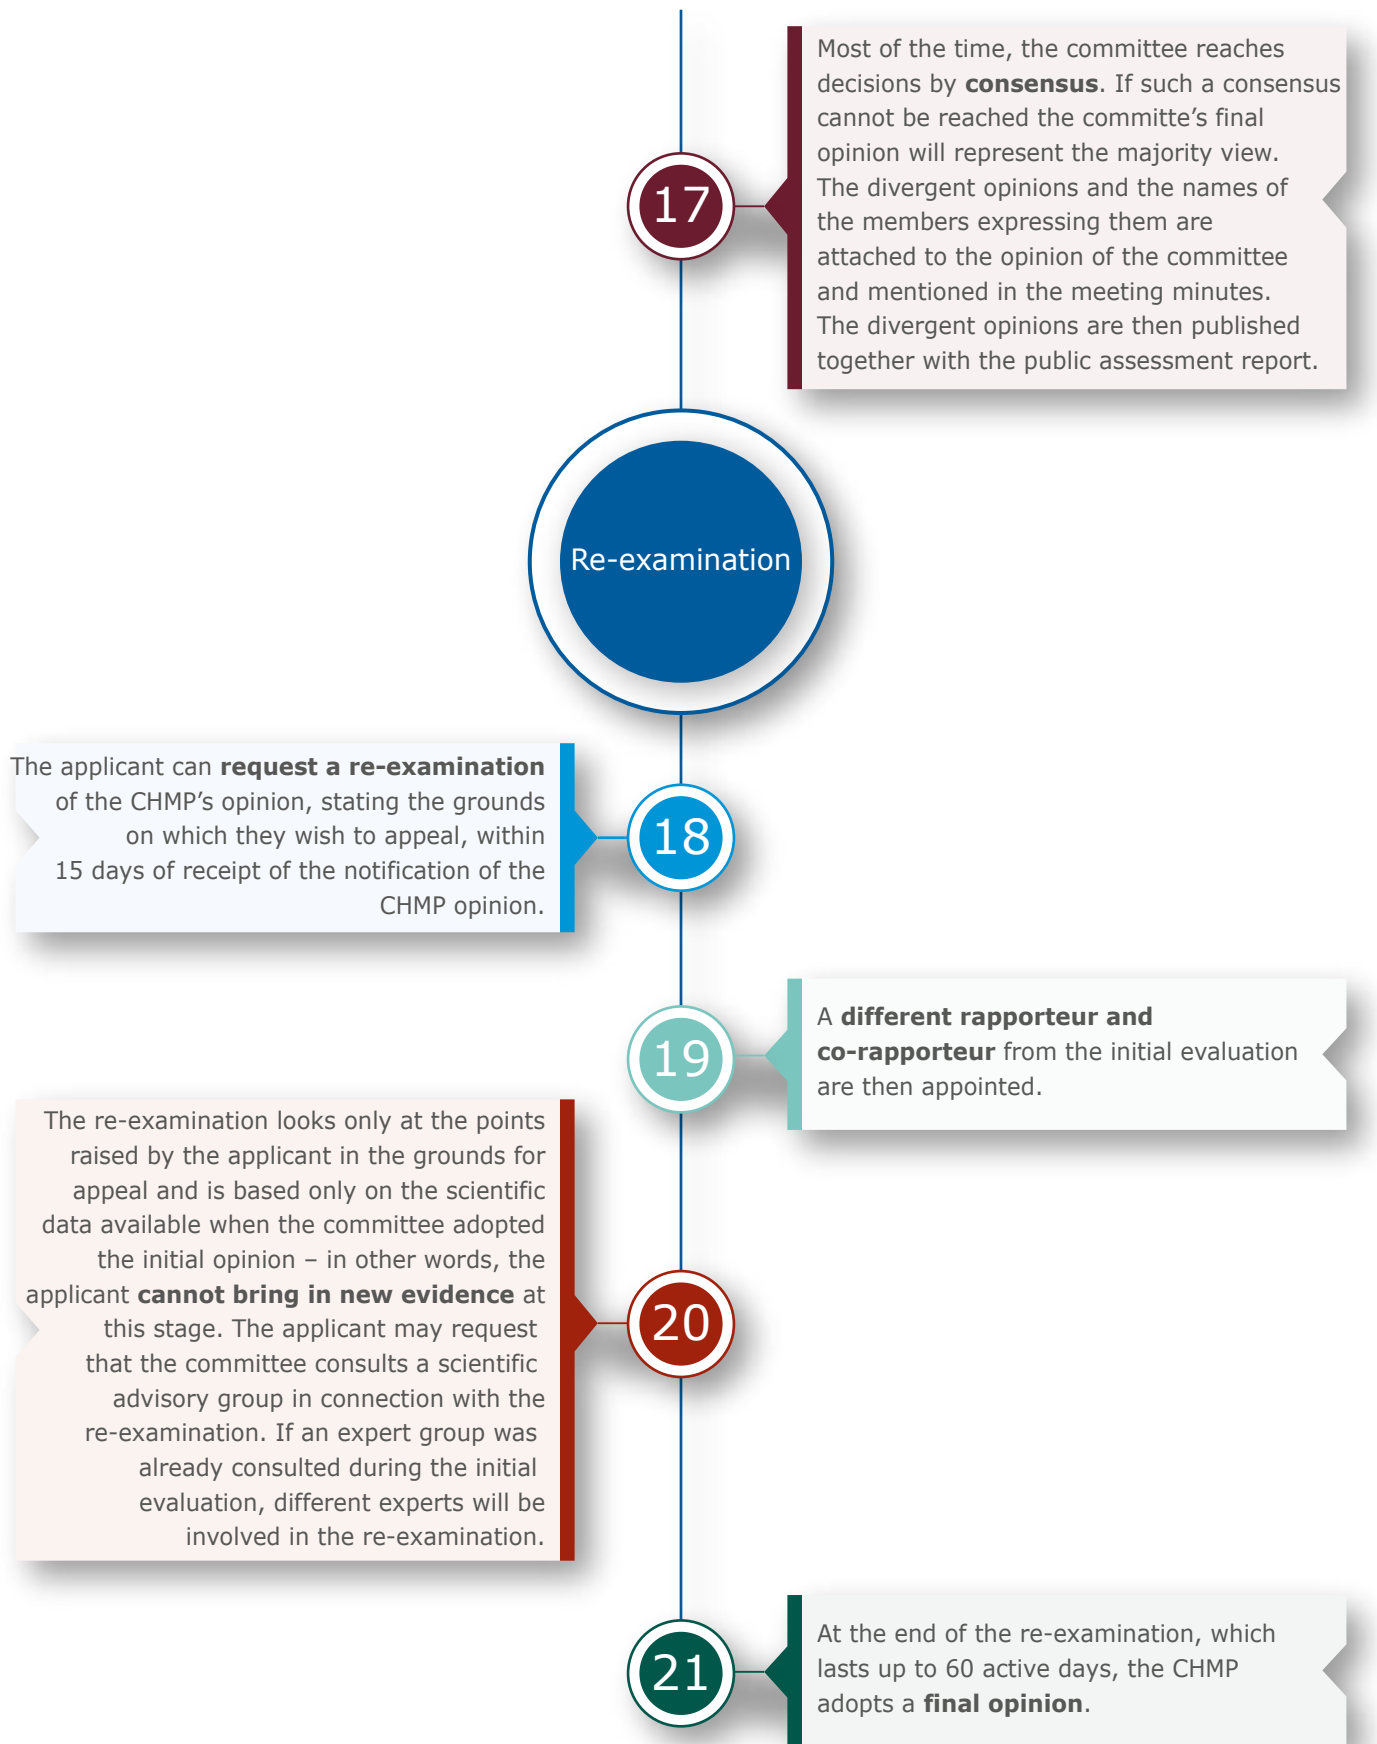 Most of the time, the committee reaches
decisions by consensus. If such a consensus
cannot be reached the committe’s final
opinion will represent the majority view.
The divergent opinions and the names of
the members expressing them are
attached to the opinion of the committee
and mentioned in the meeting minutes.
The divergent opinions are then published
together with the public assessment report.
17
Re-examination
The applicant can request a re-examination
of the CHMP’s opinion, stating the grounds
on which they wish to appeal, within
15 days of receipt of the notification of the
CHMP opinion.
18
A different rapporteur and
co-rapporteur from the initial evaluation
are then appointed.
19
The re-examination looks only at the points
raised by the applicant in the grounds for
appeal and is based only on the scientific
data available when the committee adopted
the initial opinion – in other words, the
applicant cannot bring in new evidence at
this stage. The applicant may request
that the committee consults a scientific
advisory group in connection with the
re-examination. If an expert group was
already consulted during the initial
evaluation, different experts will be
involved in the re-examination.
20
At the end of the re-examination, which
lasts up to 60 active days, the CHMP
adopts a final opinion.
21